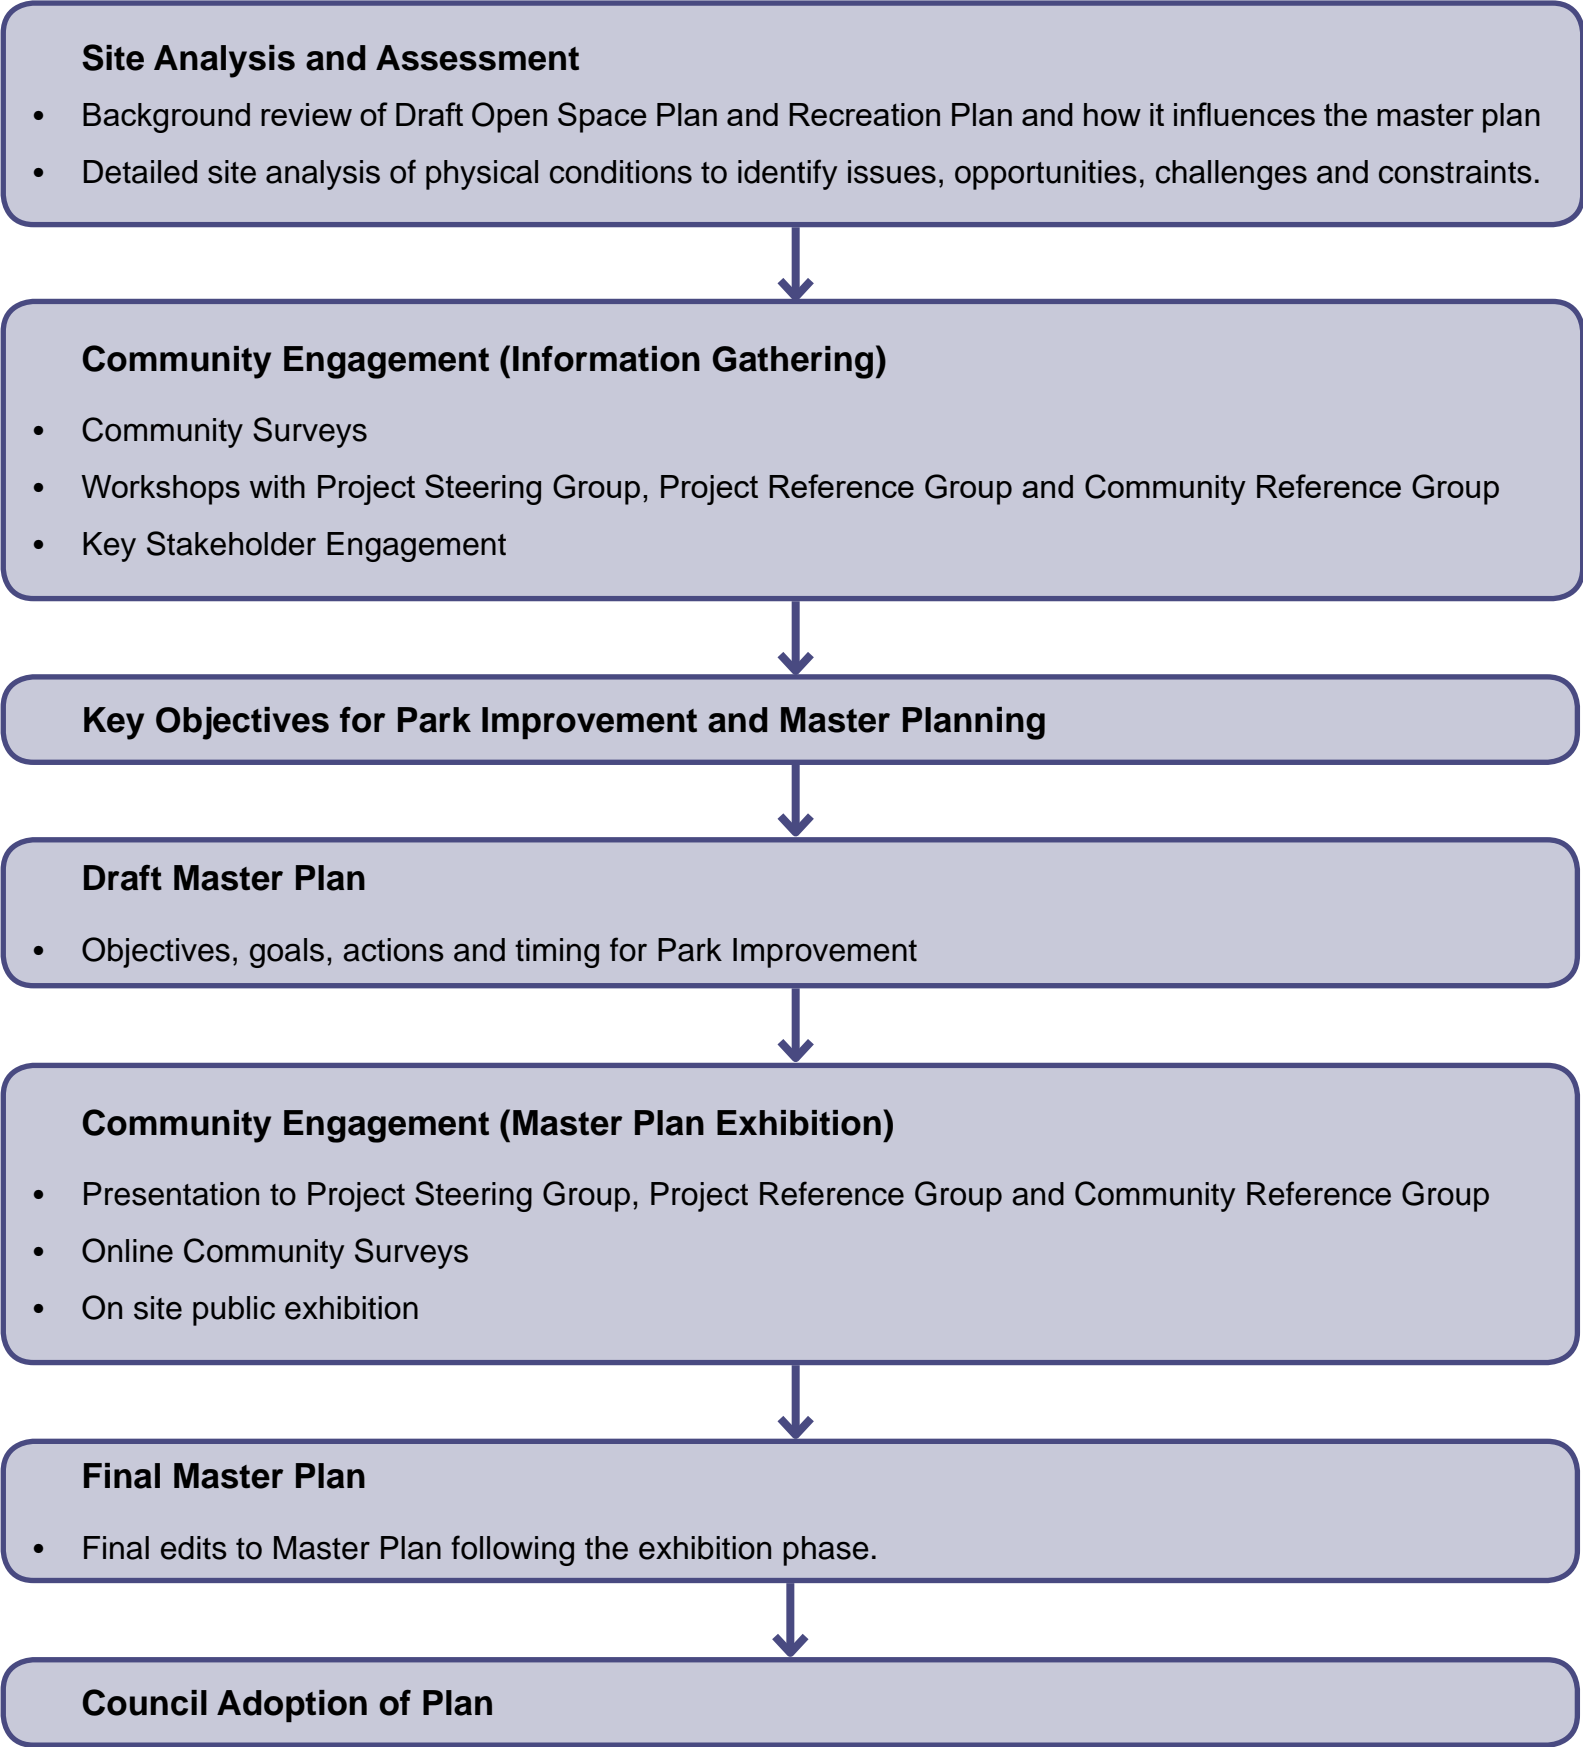 Site Analysis and Assessment
• Background review of Draft Open Space Plan and Recreation Plan and how it influences the master plan
• Detailed site analysis of physical conditions to identify issues, opportunities, challenges and constraints.
Community Engagement (Information Gathering)
• Community Surveys
• Workshops with Project Steering Group, Project Reference Group and Community Reference Group
• Key Stakeholder Engagement
Key Objectives for Park Improvement and Master Planning
Draft Master Plan
• Objectives, goals, actions and timing for Park Improvement
Community Engagement (Master Plan Exhibition)
• Presentation to Project Steering Group, Project Reference Group and Community Reference Group
• Online Community Surveys
• On site public exhibition
Final Master Plan
• Final edits to Master Plan following the exhibition phase.
Council Adoption of Plan